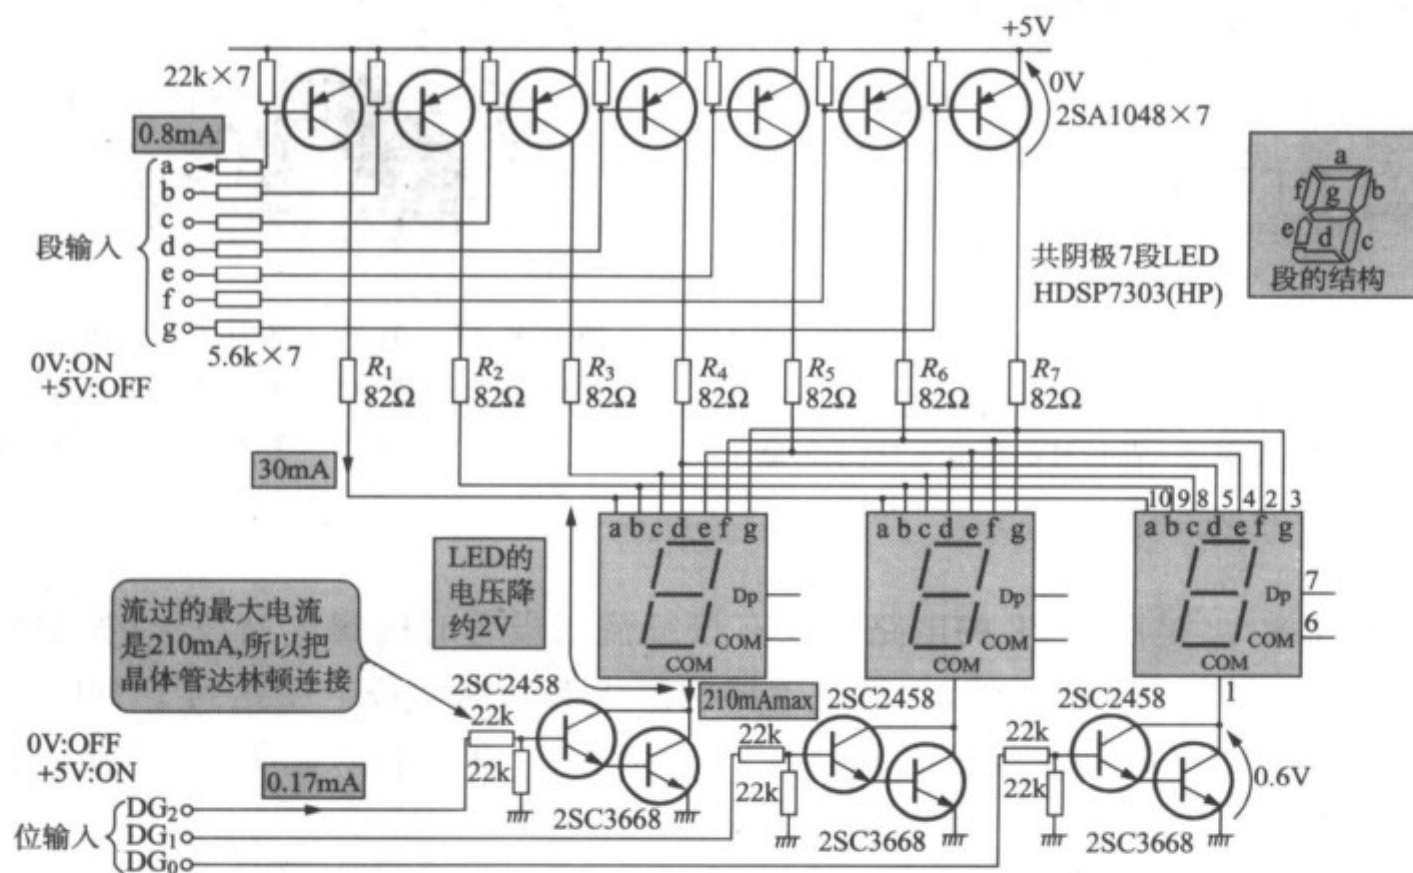 +5V
22k×7
0V
2SA1048×7
0.8mA
a
b
c
d
e
f
g
段输入
5.6k×7
0V:ON
+5V:OFF
共阴极7段LED
HDSP7303(HP)
a
f
b
g
e
d
c
段的结构
R₁
82Ω
R₂
82Ω
R₃
82Ω
R₄
82Ω
R₅
82Ω
R₆
82Ω
R₇
82Ω
30mA
10 9 8 5 4 2 3
a b c d e f g
a b c d e f g
a b c d e f g
Dp
COM
COM
Dp
COM
COM
Dp
COM
COM
7
6
1
LED的
电压降
约2V
流过的最大电流
是210mA,所以把
晶体管达林顿连接
210mAmax
2SC2458
22k
22k
2SC3668
2SC2458
22k
22k
2SC3668
2SC2458
22k
22k
2SC3668
0.6V
0V:OFF
+5V:ON
0.17mA
位输入
DG₂
DG₁
DG₀